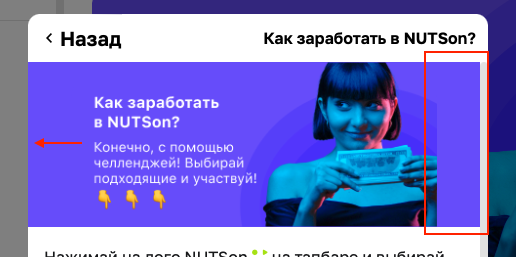 Назад
Как заработать в NUTSon?
Как заработать
в NUTSon?
Конечно, с помощью
челленджей! Выбирай
подходящие и участвуй!
👇 👇 👇
Нажимай на лого NUTSon на тапбаре и выбирай